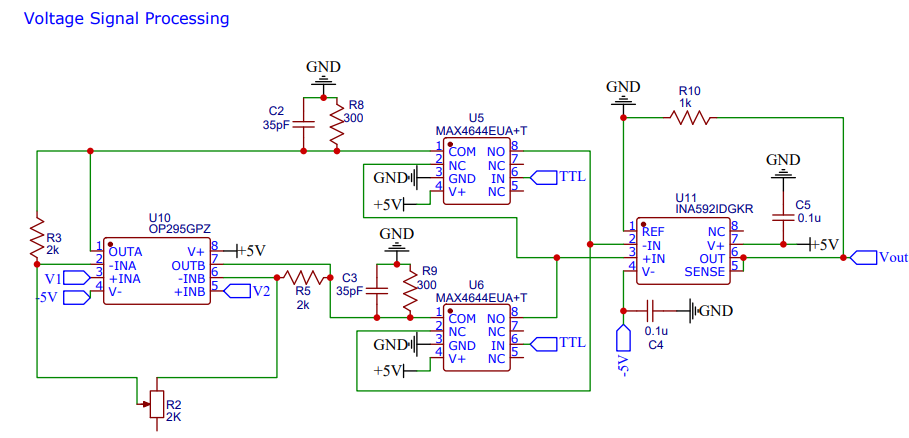 Voltage Signal Processing
GND
C2
35pF
R8
300
U5
MAX4644EUA+T
1 COM NO 8
2 NC NC 7
3 GND IN 6
4 V+ NC 5
GND
+5V
TTL
GND
R10
1k
GND
C5
0.1u
+5V
U11
INA592IDGKR
1 REF NC 8
2 -IN V+ 7
3 +IN OUT 6
4 V- SENSE 5
Vout
R3
2k
U10
OP295GPZ
1 OUTA V+ 8
2 -INA OUTB 7
3 +INA -INB 6
4 V- +INB 5
+5V
V1
-5V
V2
R5
2k
GND
C3
35pF
R9
300
U6
MAX4644EUA+T
1 COM NO 8
2 NC NC 7
3 GND IN 6
4 V+ NC 5
GND
+5V
TTL
GND
0.1u
C4
-5V
R2
2K